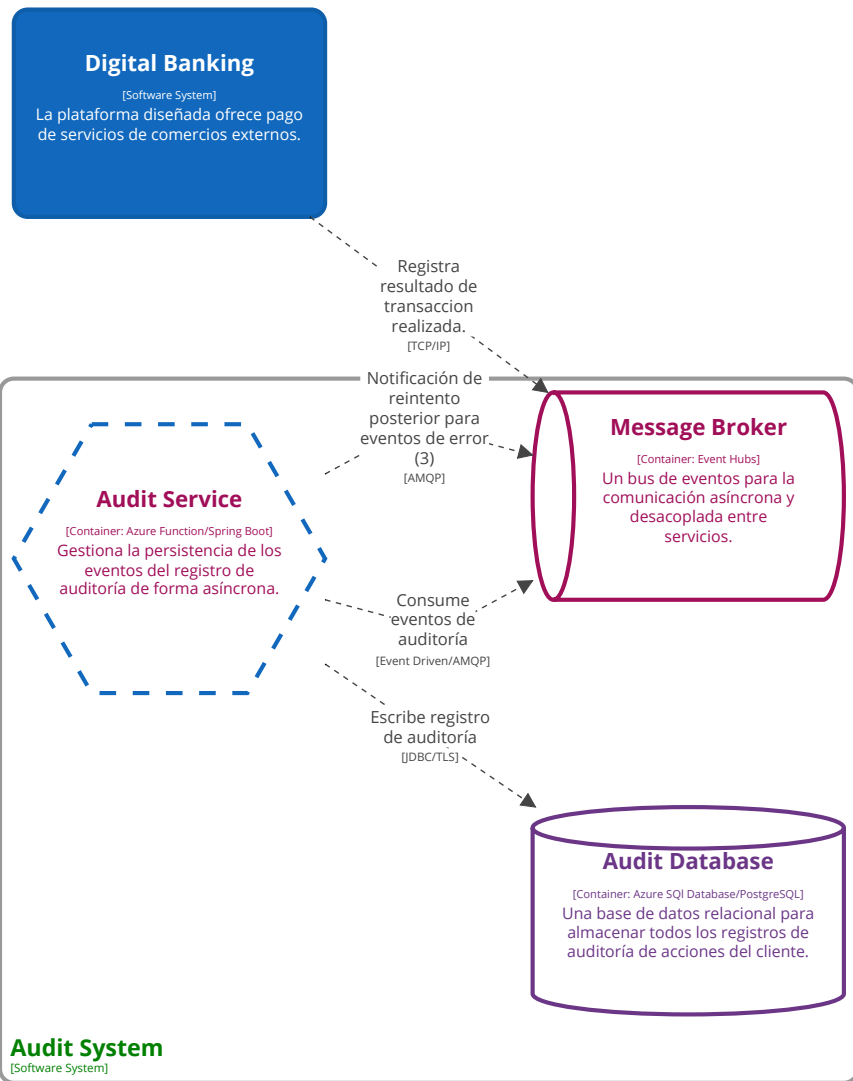 Digital Banking
[Software System]
La plataforma diseñada ofrece pago
de servicios de comercios externos.
Registra
resultado de
transaccion
realizada.
[TCP/IP]
Notificación de
reintento
posterior para
eventos de error
(3)
[AMQP]
Message Broker
[Container: Event Hubs]
Un bus de eventos para la
comunicación asíncrona y
desacoplada entre
servicios.
Audit Service
[Container: Azure Function/Spring Boot]
Gestiona la persistencia de los
eventos del registro de
auditoría de forma asíncrona.
Consume
eventos de
auditoría
[Event Driven/AMQP]
Escribe registro
de auditoría
[JDBC/TLS]
Audit Database
[Container: Azure SQl Database/PostgreSQL]
Una base de datos relacional para
almacenar todos los registros de
auditoría de acciones del cliente.
Audit System
[Software System]